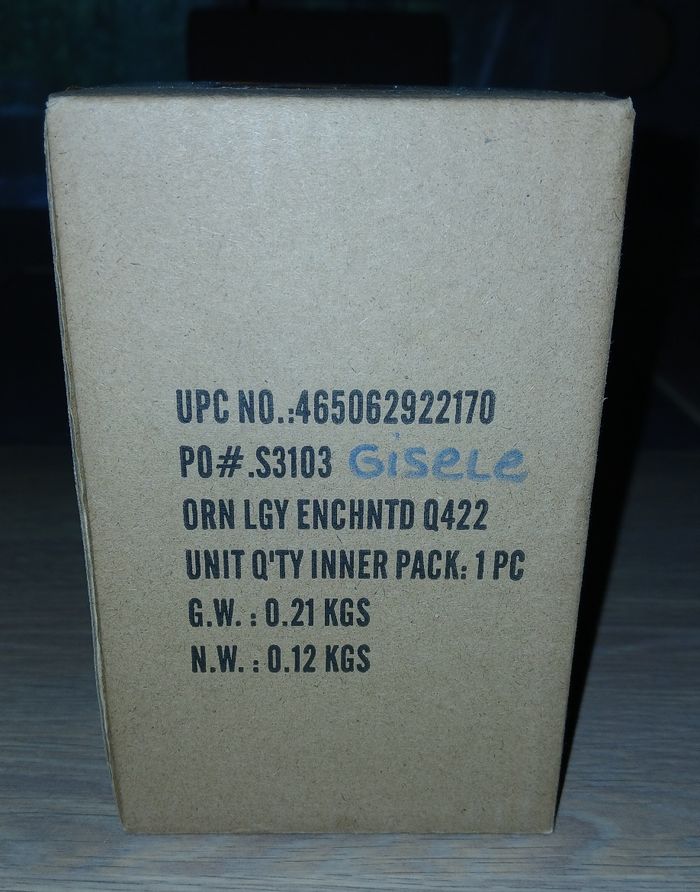 UPC NO.:465062922170
PO#.S3103 GiSeLe
ORN LGY ENCHNTD Q422
UNIT Q'TY INNER PACK: 1 PC
G.W. : 0.21 KGS
N.W. : 0.12 KGS